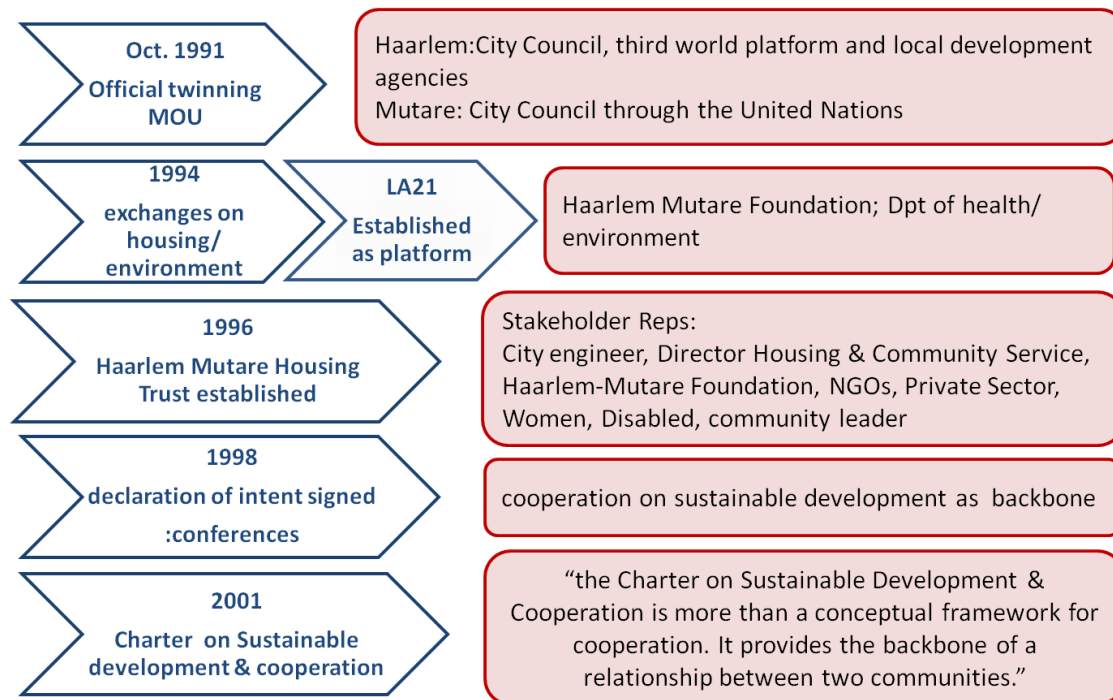 Oct. 1991
Official twinning
MOU
Haarlem:City Council, third world platform and local development
agencies
Mutare: City Council through the United Nations
1994
exchanges on
housing/
environment
LA21
Established
as platform
Haarlem Mutare Foundation; Dpt of health/
environment
1996
Haarlem Mutare Housing
Trust established
Stakeholder Reps:
City engineer, Director Housing & Community Service,
Haarlem-Mutare Foundation, NGOs, Private Sector,
Women, Disabled, community leader
1998
declaration of intent signed
:conferences
cooperation on sustainable development as backbone
2001
Charter on Sustainable
development & cooperation
“the Charter on Sustainable Development &
Cooperation is more than a conceptual framework for
cooperation. It provides the backbone of a
relationship between two communities.”